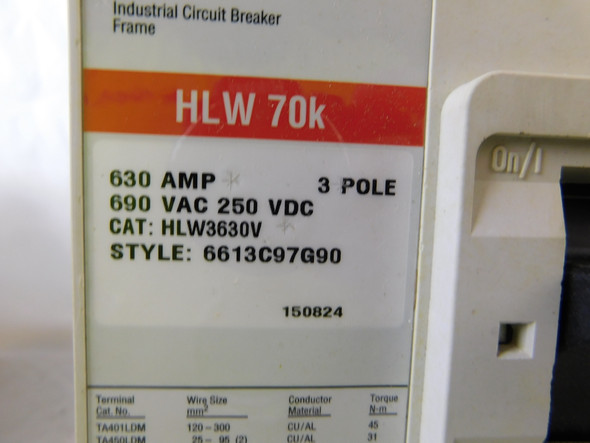 Industrial Circuit Breaker
Frame
HLW 70k
On/I
630 AMP * 3 POLE
690 VAC 250 VDC
CAT: HLW3630V *
STYLE: 6613C97G90
150824
Terminal Wire Size Conductor Torque
Cat. No. mm² Material N-m
TA401LDM 120-300 CU/AL 45
TA450LDM 25- 95 (2) CU/AL 31